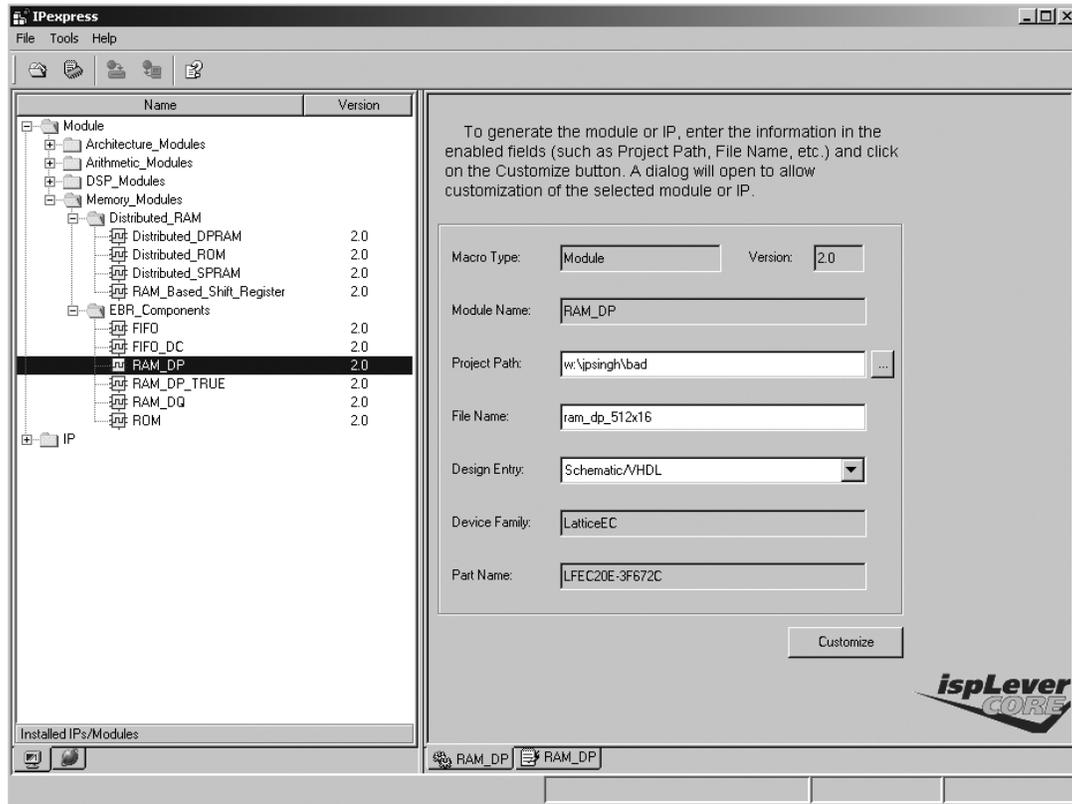 IPexpress
File Tools Help
Name Version
Module
Architecture_Modules
Arithmetic_Modules
DSP_Modules
Memory_Modules
Distributed_RAM
Distributed_DPRAM 2.0
Distributed_ROM 2.0
Distributed_SPRAM 2.0
RAM_Based_Shift_Register 2.0
EBR_Components
FIFO 2.0
FIFO_DC 2.0
RAM_DP 2.0
RAM_DP_TRUE 2.0
RAM_DQ 2.0
ROM 2.0
IP
Installed IPs/Modules
To generate the module or IP, enter the information in the
enabled fields (such as Project Path, File Name, etc.) and click
on the Customize button. A dialog will open to allow
customization of the selected module or IP.
Macro Type: Module Version: 2.0
Module Name: RAM_DP
Project Path: w:\jpsingh\bad ...
File Name: ram_dp_512x16
Design Entry: Schematic/VHDL
Device Family: LatticeEC
Part Name: LFEC20E-3F672C
Customize
ispLever
CORE
RAM_DP RAM_DP